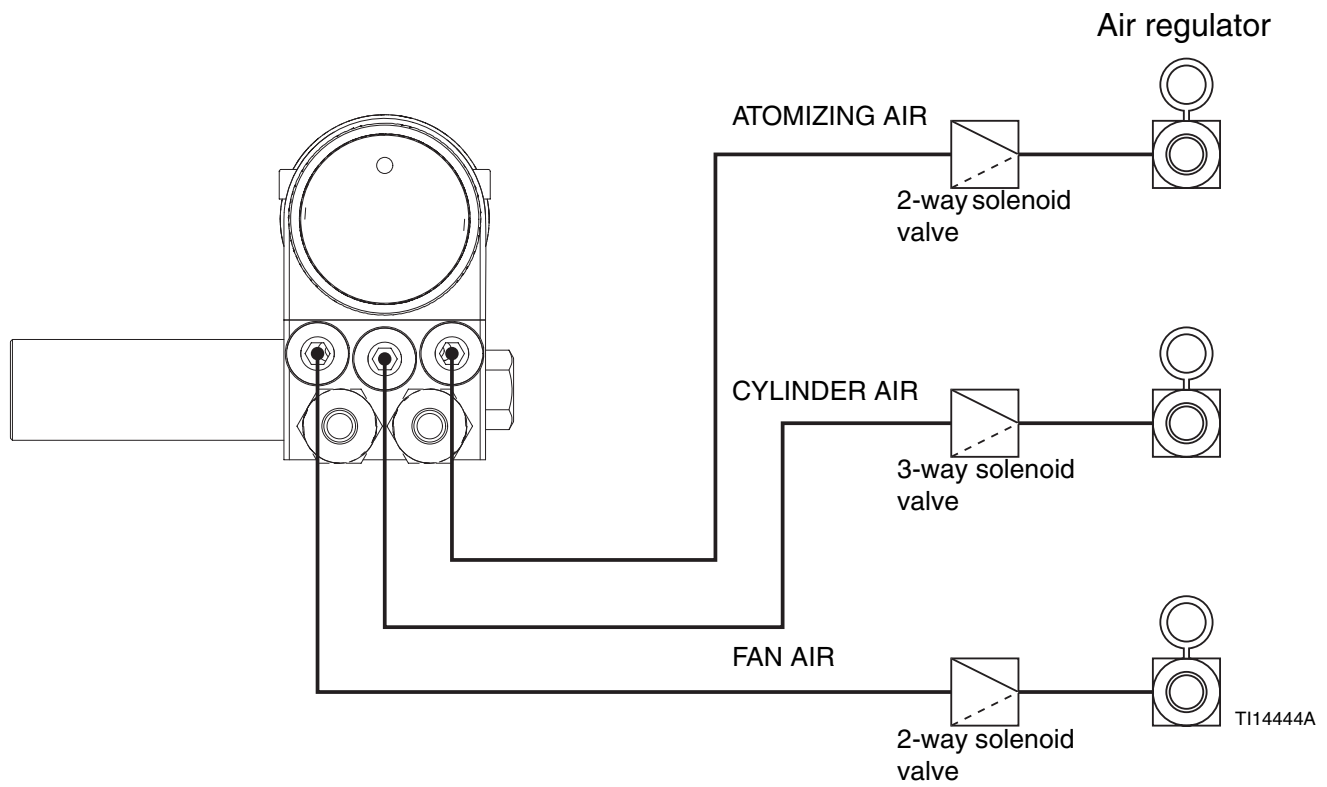 Air regulator
ATOMIZING AIR
2-way solenoid
valve
CYLINDER AIR
3-way solenoid
valve
FAN AIR
2-way solenoid
valve
TI14444A